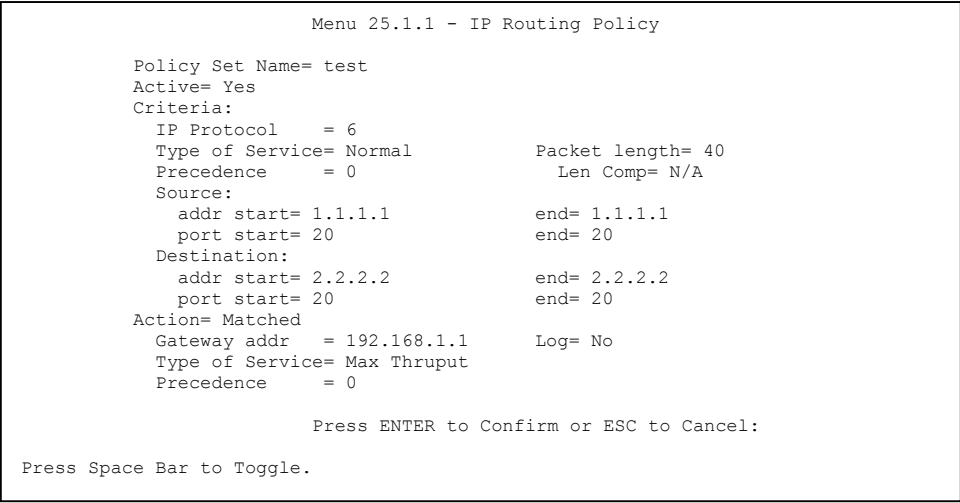 Menu 25.1.1 - IP Routing Policy
Policy Set Name= test
Active= Yes
Criteria:
IP Protocol = 6
Type of Service= Normal Packet length= 40
Precedence = 0 Len Comp= N/A
Source:
addr start= 1.1.1.1 end= 1.1.1.1
port start= 20 end= 20
Destination:
addr start= 2.2.2.2 end= 2.2.2.2
port start= 20 end= 20
Action= Matched
Gateway addr = 192.168.1.1 Log= No
Type of Service= Max Thruput
Precedence = 0
Press ENTER to Confirm or ESC to Cancel:
Press Space Bar to Toggle.